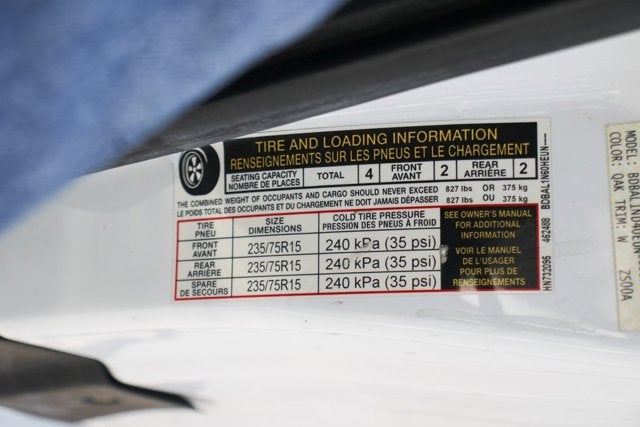 TIRE AND LOADING INFORMATION
RENSEIGNEMENTS SUR LES PNEUS ET LE CHARGEMENT
SEATING CAPACITY
NOMBRE DE PLACES TOTAL 4 FRONT AVANT 2 REAR ARRIÈRE 2
THE COMBINED WEIGHT OF OCCUPANTS AND CARGO SHOULD NEVER EXCEED 827 lbs OR 375 kg
LE POIDS TOTAL DES OCCUPANTS ET DU CHARGEMENT NE DOIT JAMAIS DÉPASSER 827 lbs OU 375 kg
TIRE PNEU SIZE DIMENSIONS COLD TIRE PRESSURE PRESSION DES PNEUS À FROID
FRONT AVANT 235/75R15 240 kPa (35 psi)
REAR ARRIÈRE 235/75R15 240 kPa (35 psi)
SPARE DE SECOURS 235/75R15 240 kPa (35 psi)
SEE OWNER'S MANUAL
FOR ADDITIONAL
INFORMATION
VOIR LE MANUEL
DE L'USAGER
POUR PLUS DE
RENSEIGNEMENTS
HN732096 462488
MODEL:
COLOR: QAK TRIM: W Z500A